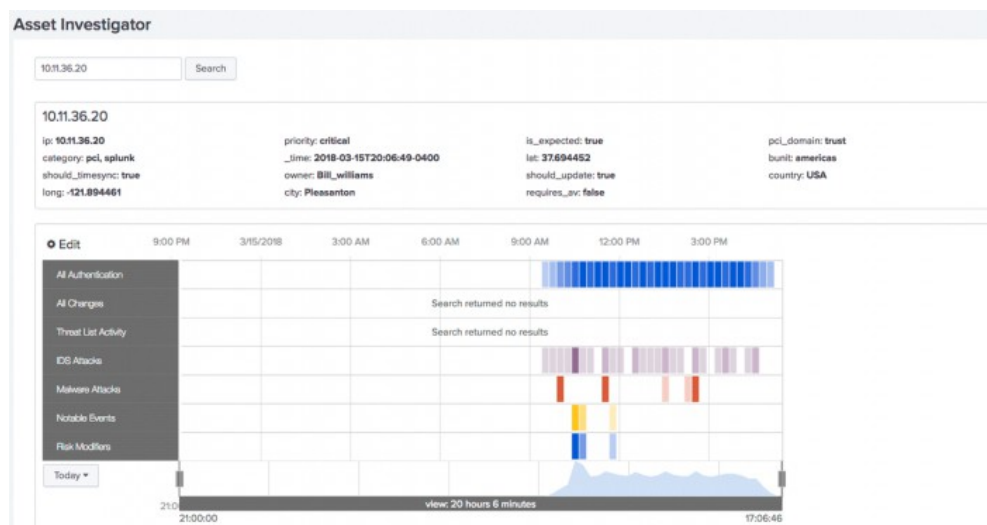 Asset Investigator
10.11.36.20 Search
10.11.36.20
ip: 10.11.36.20 priority: critical is_expected: true pci_domain: trust
category: pci, splunk _time: 2018-03-15T20:06:49-0400 lat: 37.694452 bunit: americas
should_timesync: true owner: Bill_williams should_update: true country: USA
long: -121.894461 city: Pleasanton requires_av: false
Edit 9:00 PM 3/15/2018 3:00 AM 6:00 AM 9:00 AM 12:00 PM 3:00 PM
All Authentication
All Changes Search returned no results
Threat List Activity Search returned no results
IDS Attacks
Malware Attacks
Notable Events
Risk Modifiers
Today
21:0 view: 20 hours 6 minutes
21:00:00 17:06:46